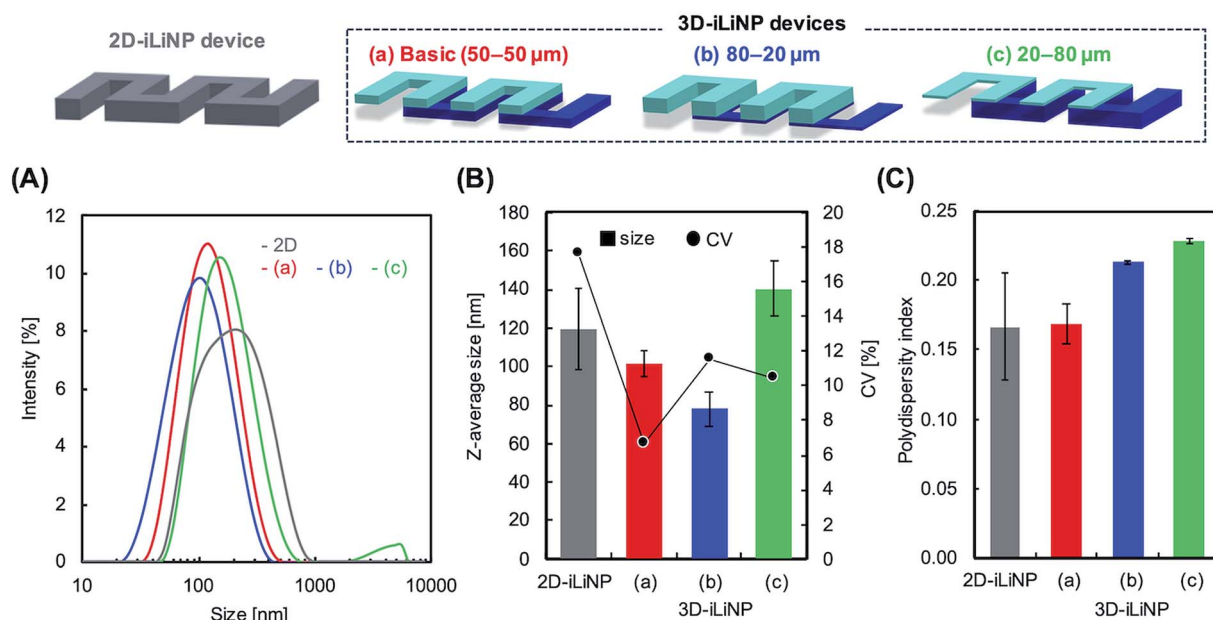 3D-iLiNP devices
2D-iLiNP device
(a) Basic (50–50 μm)
(b) 80–20 μm
(c) 20–80 μm
(A)
12
10
8
6
4
2
0
Intensity [%]
- 2D
- (a) - (b) - (c)
10 100 1000 10000
Size [nm]
(B)
180
160
140
120
100
80
60
40
20
0
Z-average size [nm]
size CV
20
18
16
14
12
10
8
6
4
2
0
CV [%]
2D-iLiNP (a) (b) (c)
3D-iLiNP
(C)
0.25
0.20
0.15
0.10
0.05
0.00
Polydispersity index
2D-iLiNP (a) (b) (c)
3D-iLiNP